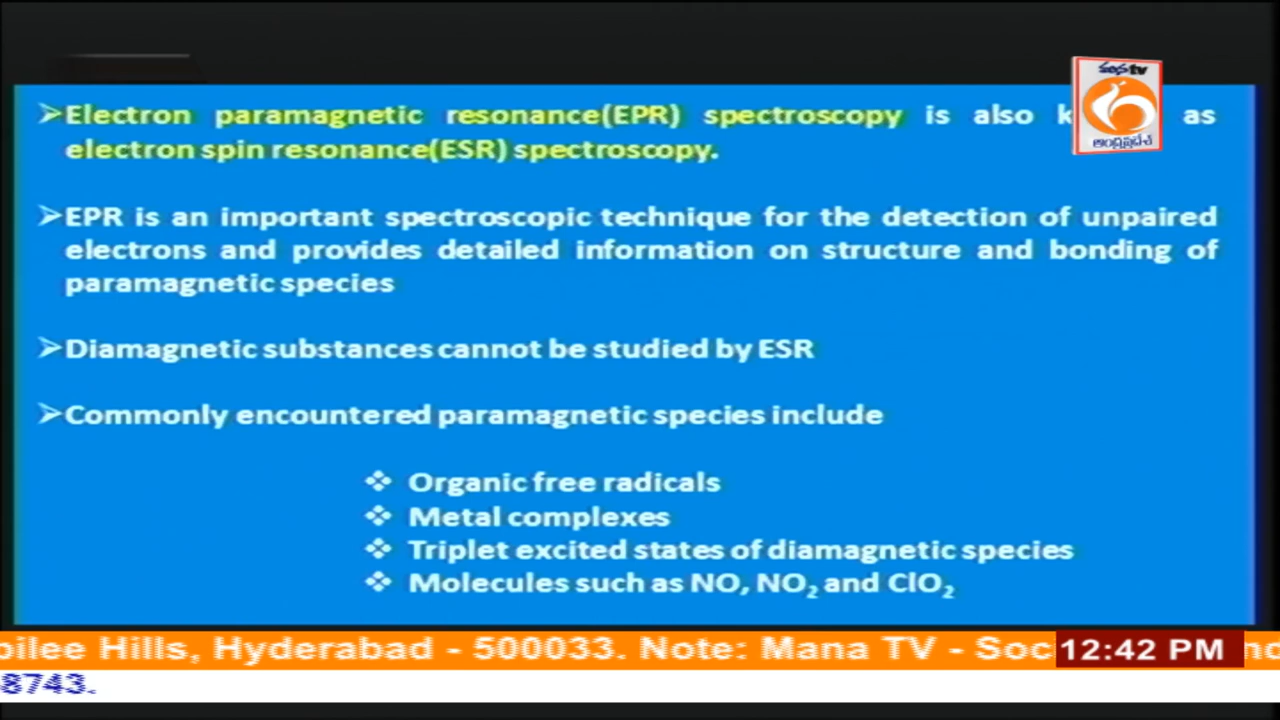 మనtv
ఆంధ్రప్రదేశ్
➢Electron paramagnetic resonance(EPR) spectroscopy is also k as
electron spin resonance(ESR) spectroscopy.
➢EPR is an important spectroscopic technique for the detection of unpaired
electrons and provides detailed information on structure and bonding of
paramagnetic species
➢Diamagnetic substances cannot be studied by ESR
➢Commonly encountered paramagnetic species include
❖ Organic free radicals
❖ Metal complexes
❖ Triplet excited states of diamagnetic species
❖ Molecules such as NO, NO₂ and ClO₂
bilee Hills, Hyderabad - 500033. Note: Mana TV - Soc
12:42 PM
8743.